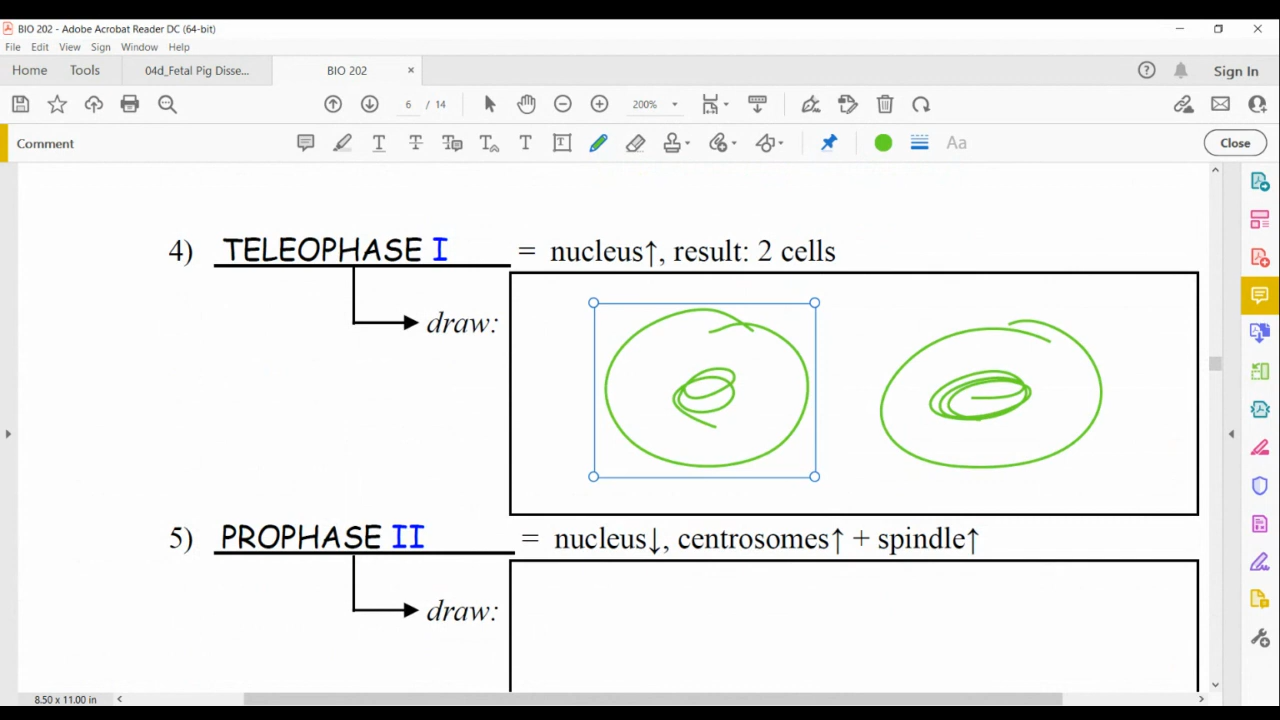 BIO 202 - Adobe Acrobat Reader DC (64-bit)
File Edit View Sign Window Help
Home Tools 04d_Fetal Pig Disse... BIO 202 × Sign In
6 / 14 200%
Comment Aa Close
4) TELEOPHASE I = nucleus↑, result: 2 cells
draw:
5) PROPHASE II = nucleus↓, centrosomes↑ + spindle↑
draw:
8.50 x 11.00 in